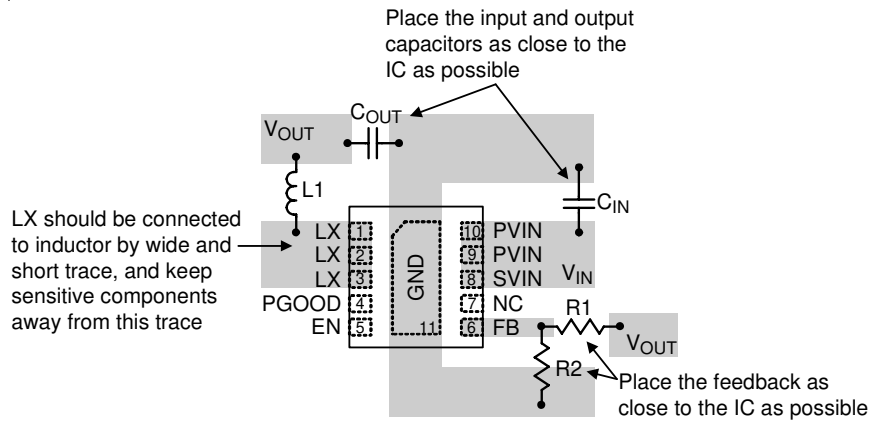 Place the input and output
capacitors as close to the
IC as possible
COUT
VOUT
L1
CIN
LX should be connected
to inductor by wide and
short trace, and keep
sensitive components
away from this trace
LX 1 10 PVIN
LX 2 9 PVIN
LX 3 8 SVIN VIN
PGOOD 4 7 NC
EN 5 11 6 FB
GND
R1
VOUT
R2
Place the feedback as
close to the IC as possible